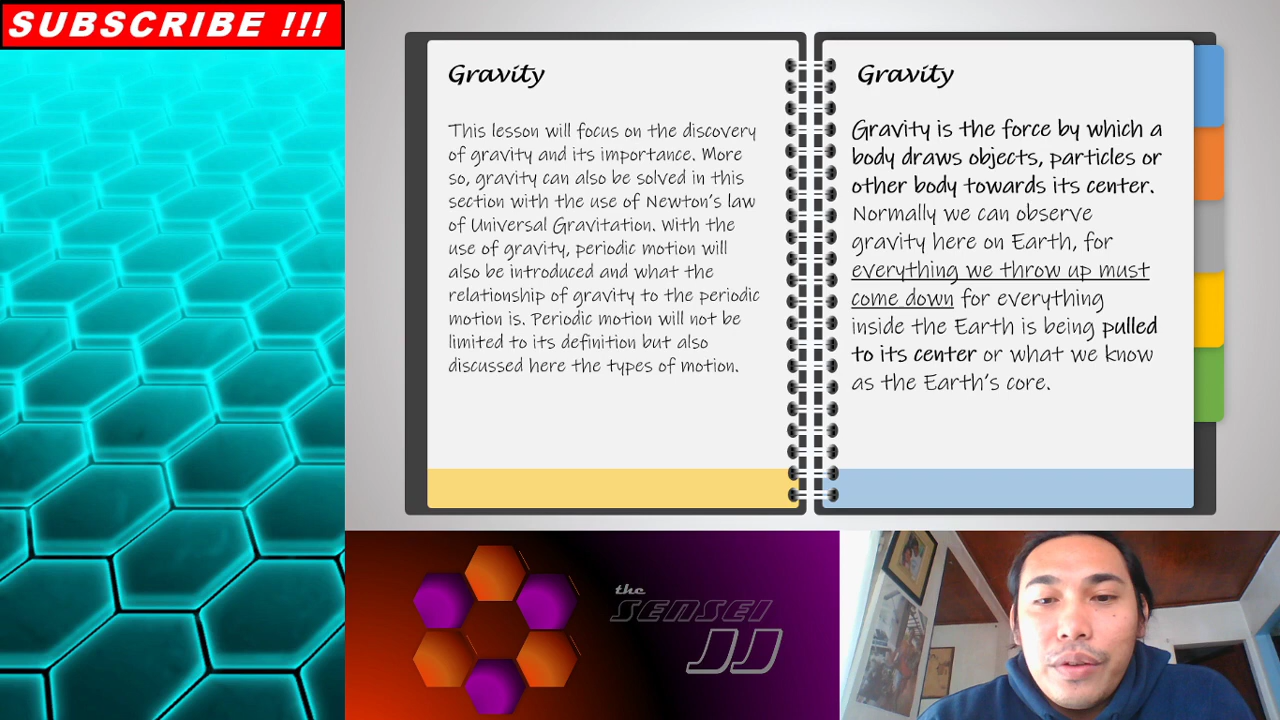 SUBSCRIBE !!!
Gravity
This lesson will focus on the discovery
of gravity and its importance. More
so, gravity can also be solved in this
section with the use of Newton's law
of Universal Gravitation. With the
use of gravity, periodic motion will
also be introduced and what the
relationship of gravity to the periodic
motion is. Periodic motion will not be
limited to its definition but also
discussed here the types of motion.
Gravity
Gravity is the force by which a
body draws objects, particles or
other body towards its center.
Normally we can observe
gravity here on Earth, for
everything we throw up must
come down for everything
inside the Earth is being pulled
to its center or what we know
as the Earth's core.
the
SENSEI
JJ